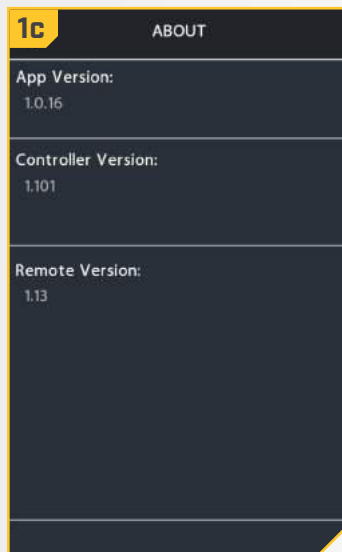 1c
ABOUT
App Version:
1.0.16
Controller Version:
1.101
Remote Version:
1.13